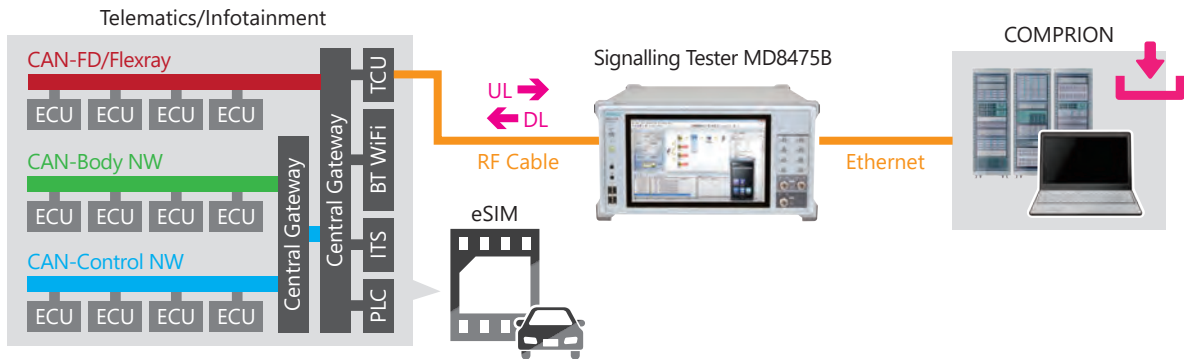 Telematics/Infotainment
CAN-FD/Flexray
ECU ECU ECU ECU
CAN-Body NW
ECU ECU ECU ECU
CAN-Control NW
ECU ECU ECU ECU
Central Gateway
Central Gateway
TCU
BT WiFi
ITS
PLC
eSIM
UL
DL
RF Cable
Signalling Tester MD8475B
Ethernet
COMPRION